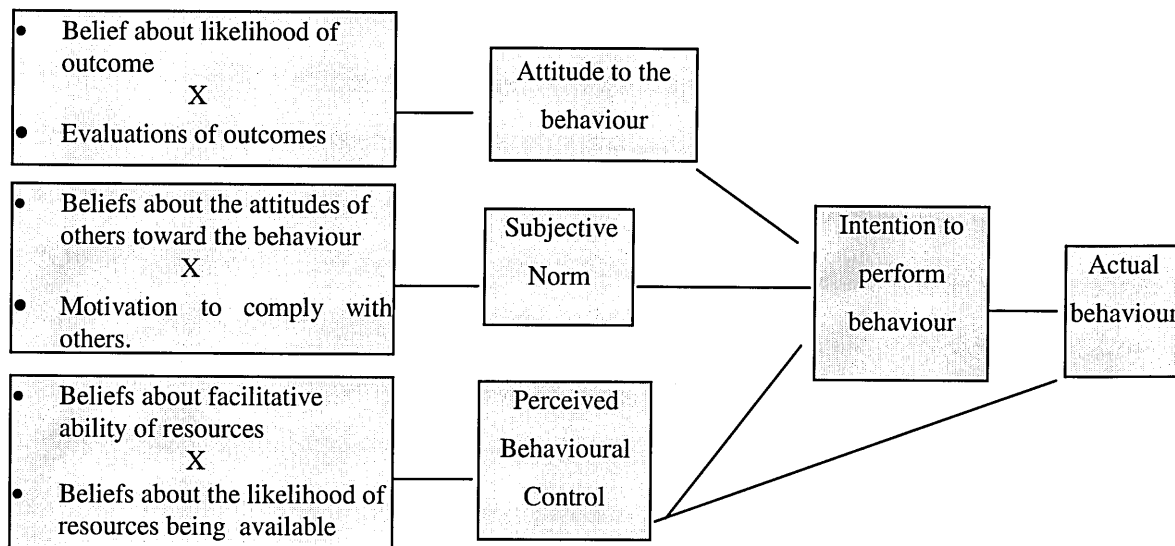 • Belief about likelihood of
outcome
X
• Evaluations of outcomes
Attitude to the
behaviour
• Beliefs about the attitudes of
others toward the behaviour
X
• Motivation to comply with
others.
Subjective
Norm
• Beliefs about facilitative
ability of resources
X
• Beliefs about the likelihood of
resources being available
Perceived
Behavioural
Control
Intention to
perform
behaviour
Actual
behaviour